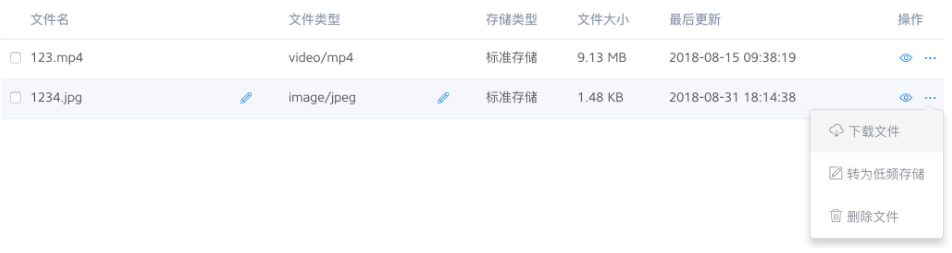 文件名 文件类型 存储类型 文件大小 最后更新 操作
123.mp4 video/mp4 标准存储 9.13 MB 2018-08-15 09:38:19
1234.jpg image/jpeg 标准存储 1.48 KB 2018-08-31 18:14:38
下载文件
转为低频存储
删除文件